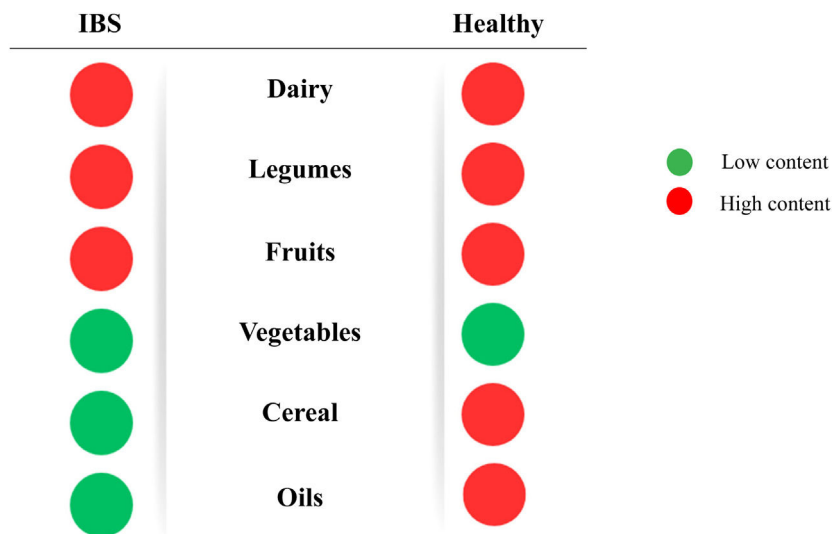 IBS Healthy
Dairy
Legumes
Fruits
Vegetables
Cereal
Oils
Low content
High content